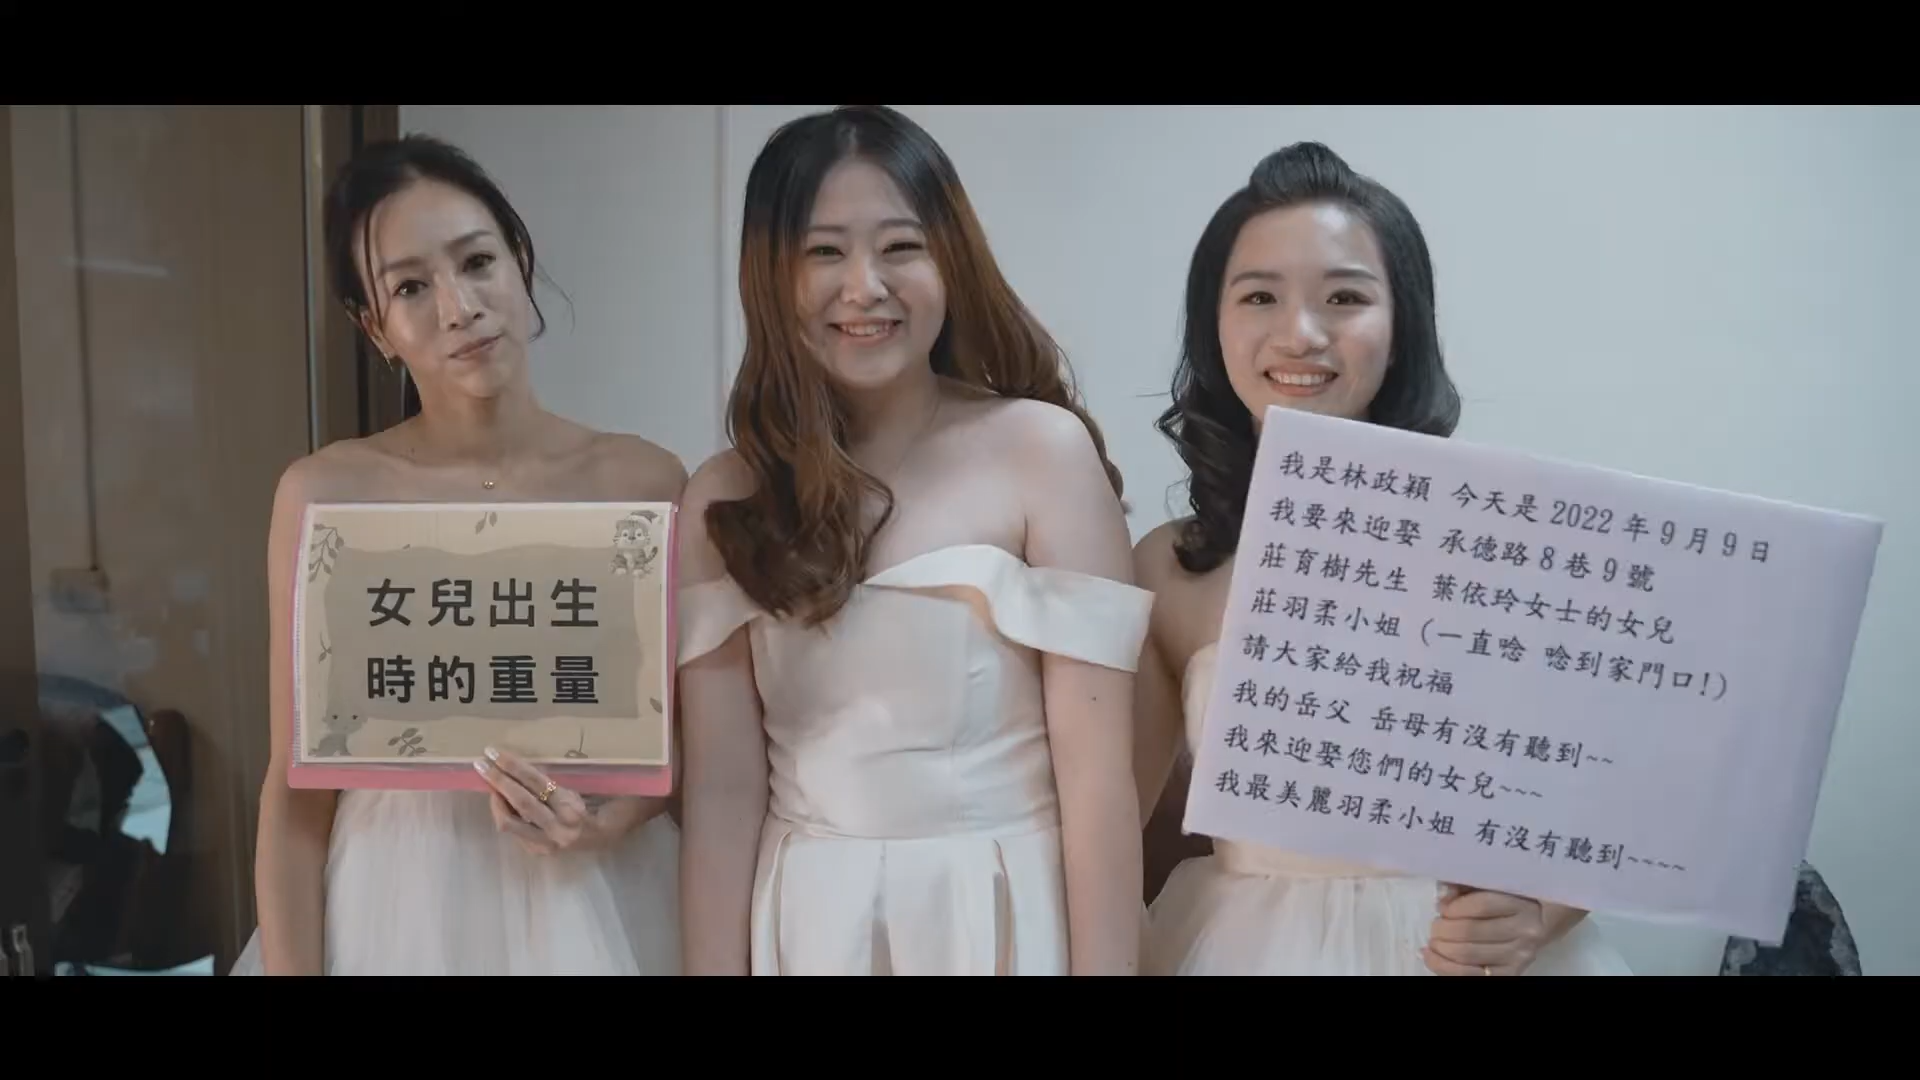 女兒出生
時的重量
我是林政穎 今天是 2022 年 9 月 9 日
我要來迎娶 承德路 8 巷 9 號
莊育樹先生 葉依玲女士的女兒
莊羽柔小姐 (一直唸 唸到家門口!)
請大家給我祝福
我的岳父 岳母有沒有聽到~~
我來迎娶您們的女兒~~~
我最美麗羽柔小姐 有沒有聽到~~~~